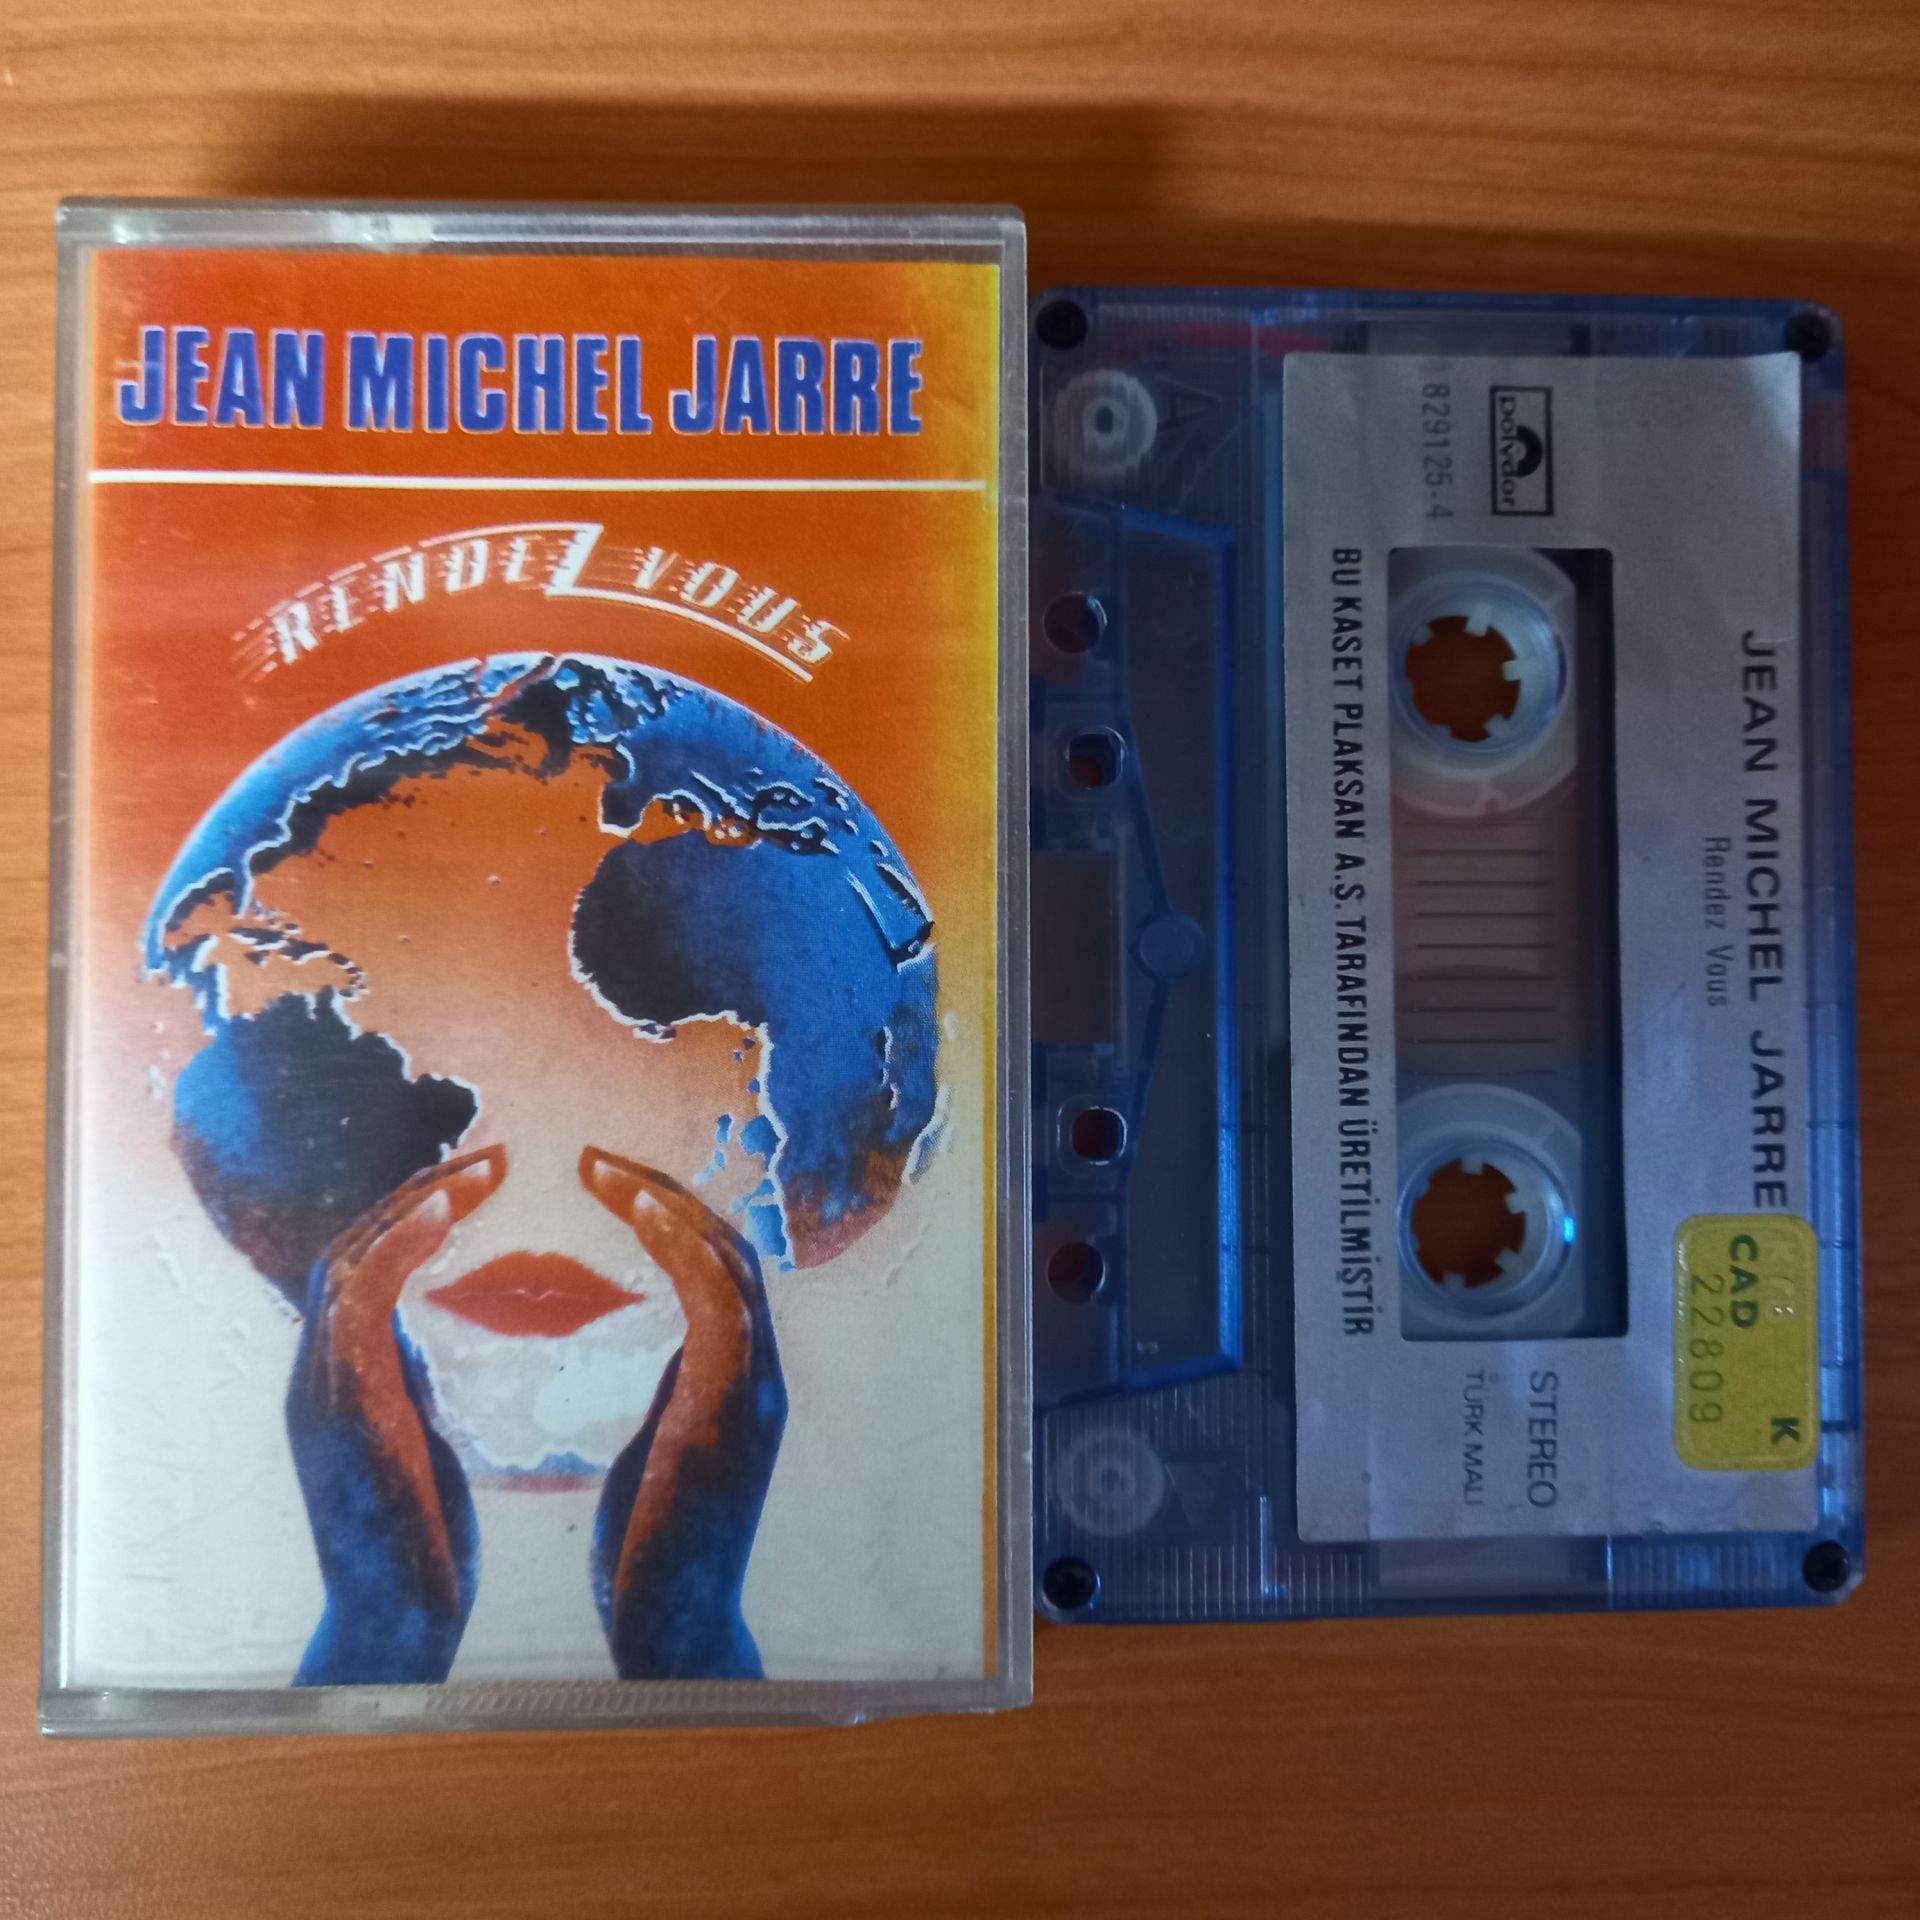 JEAN MICHEL JARRE
RENDEZ VOUS
JEAN MICHEL JARRE
Rendez Vous
polydor
829125-4
BU KASET PLAKSAN A.Ş. TARAFINDAN ÜRETİLMİŞTİR
STEREO
TÜRK MALI
K
CAD
22809